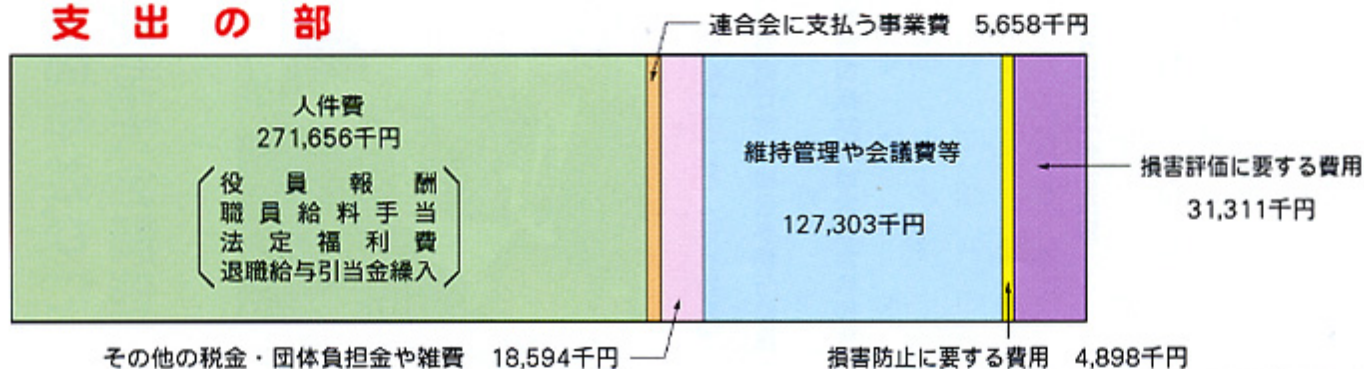 支出の部
連合会に支払う事業費 5,658千円
人件費
271,656千円
役員報酬
職員給料手当
法定福利費
退職給与引当金繰入
維持管理や会議費等
127,303千円
損害評価に要する費用
31,311千円
その他の税金・団体負担金や雑費 18,594千円
損害防止に要する費用 4,898千円